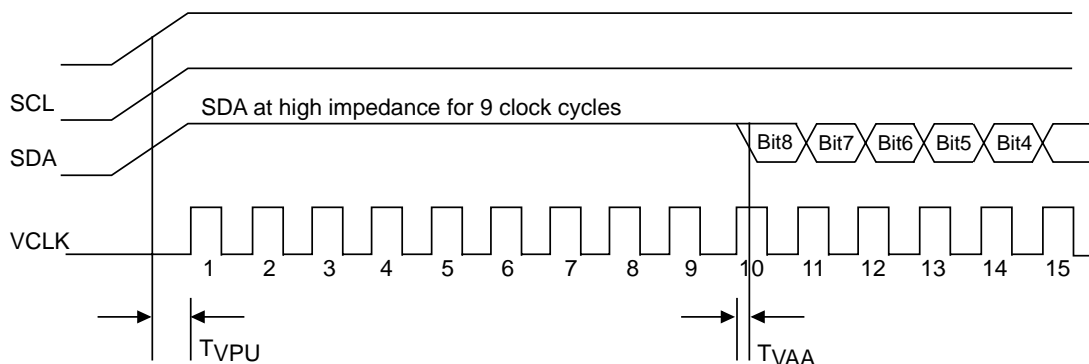 SCL
SDA at high impedance for 9 clock cycles
SDA
Bit8 Bit7 Bit6 Bit5 Bit4
VCLK
1 2 3 4 5 6 7 8 9 10 11 12 13 14 15
TVPU TVAA